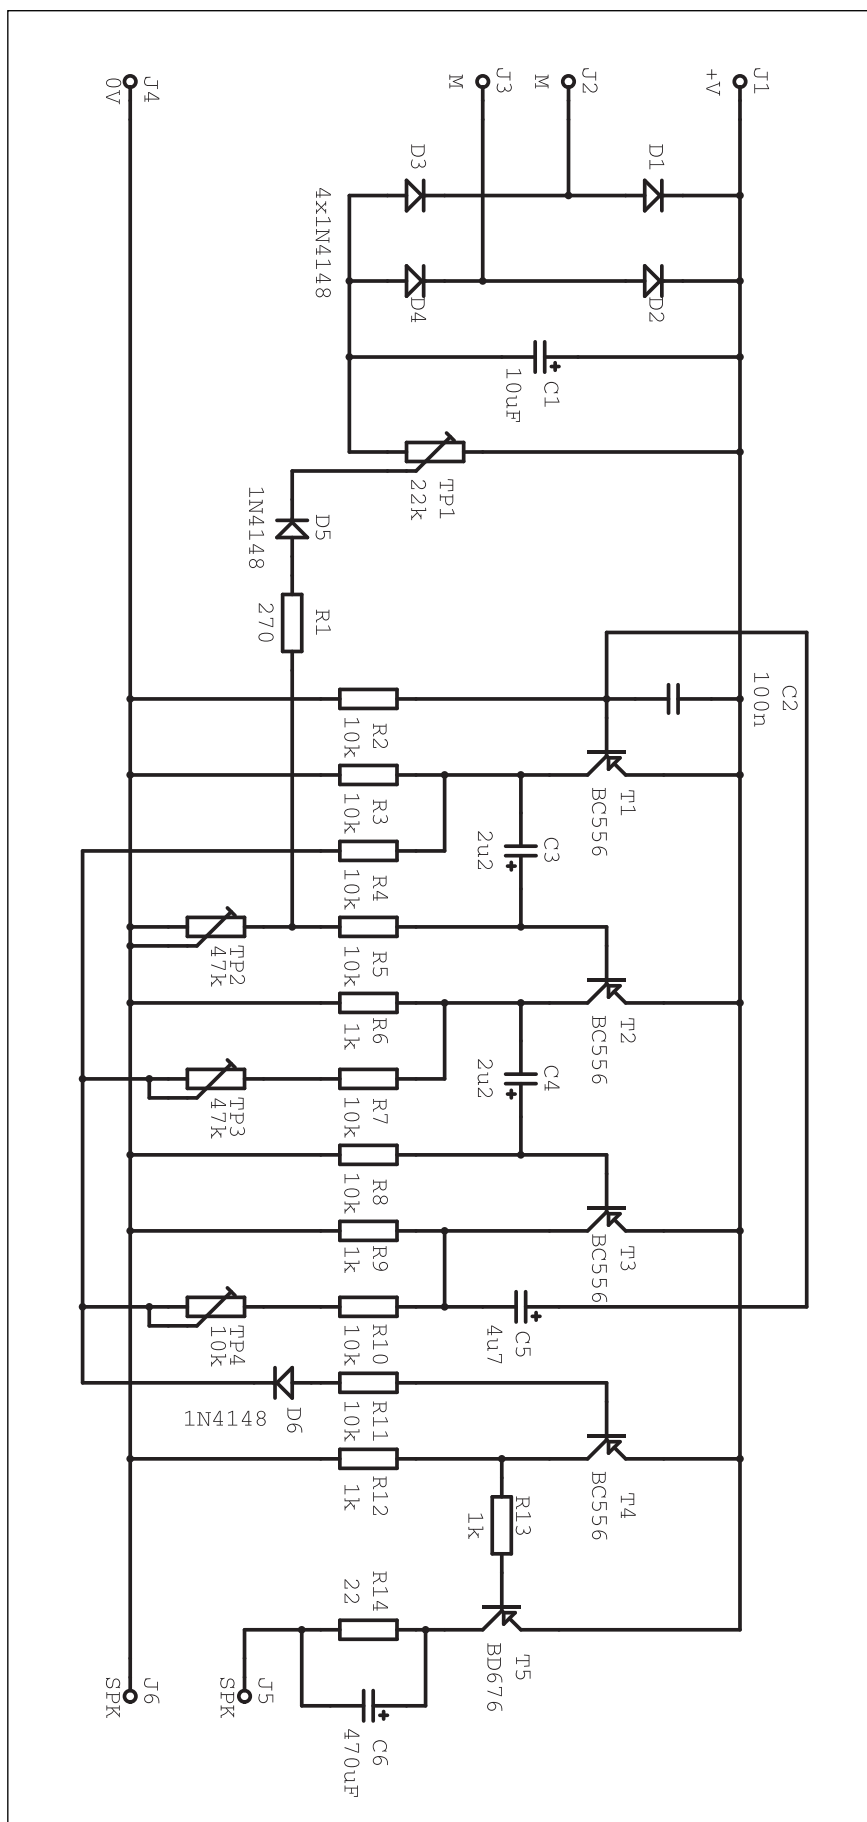 J1
+V
J2
M
J3
M
J4
0V
D1
D3
D2
D4
4x1N4148
C1
10uF
TP1
22k
D5
1N4148
R1
270
C2
100n
R2
10k
T1
BC556
R3
10k
C3
2u2
R4
10k
R5
10k
TP2
47k
T2
BC556
R6
1k
C4
2u2
R7
10k
TP3
47k
R8
10k
T3
BC556
R9
1k
C5
4u7
R10
10k
TP4
10k
R11
10k
D6
1N4148
T4
BC556
R12
1k
R13
1k
T5
BD676
R14
22
C6
470uF
J5
SPK
J6
SPK